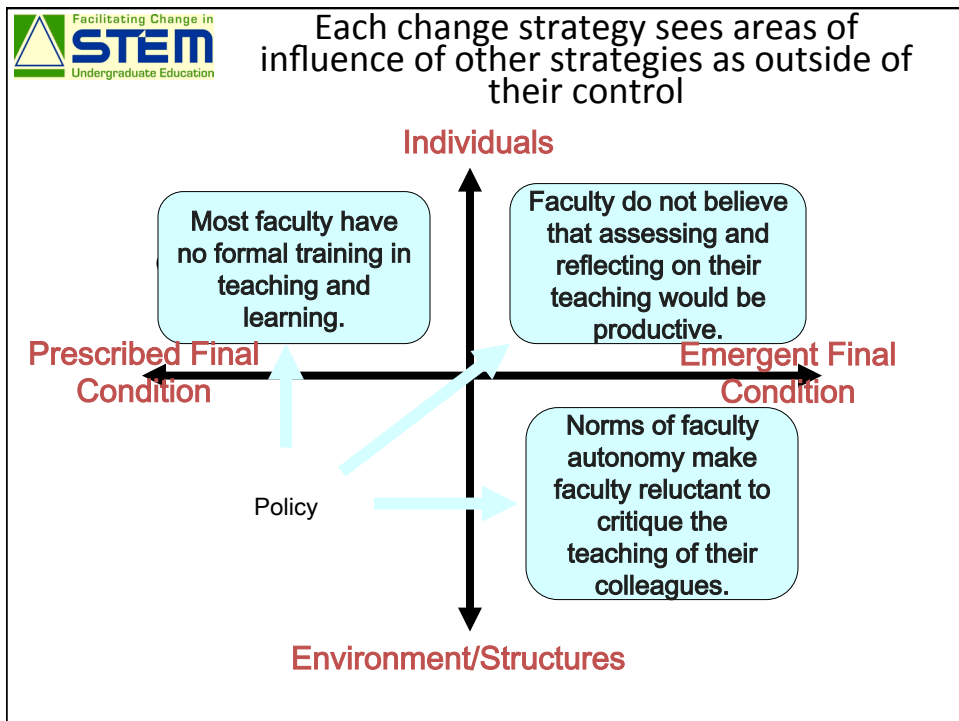 Facilitating Change in
STEM
Undergraduate Education
Each change strategy sees areas of
influence of other strategies as outside of
their control
Individuals
Most faculty have
no formal training in
teaching and
learning.
Faculty do not believe
that assessing and
reflecting on their
teaching would be
productive.
Prescribed Final
Condition
Emergent Final
Condition
Policy
Norms of faculty
autonomy make
faculty reluctant to
critique the
teaching of their
colleagues.
Environment/Structures